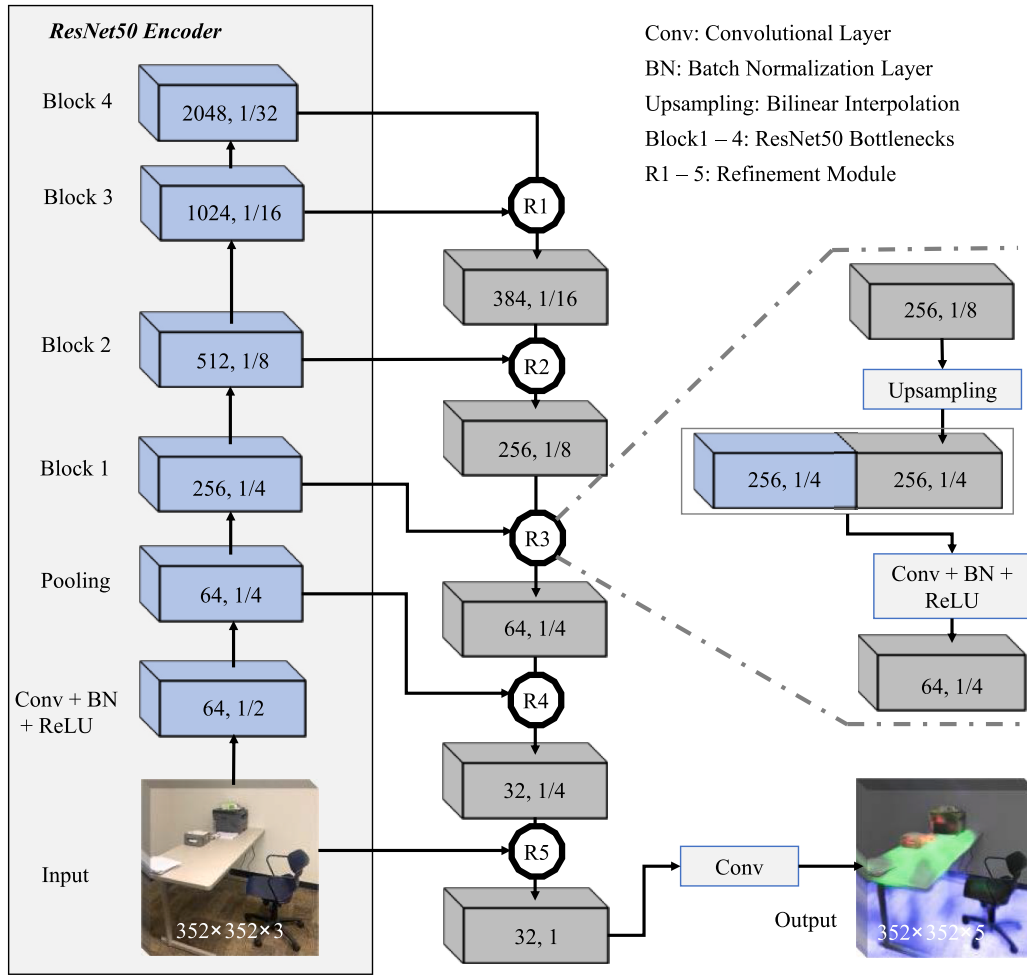 ResNet50 Encoder
Block 4
2048, 1/32
Block 3
1024, 1/16
Block 2
512, 1/8
Block 1
256, 1/4
Pooling
64, 1/4
Conv + BN
+ ReLU
64, 1/2
Input
352×352×3
R1
384, 1/16
R2
256, 1/8
R3
64, 1/4
R4
32, 1/4
R5
32, 1
Conv: Convolutional Layer
BN: Batch Normalization Layer
Upsampling: Bilinear Interpolation
Block1 – 4: ResNet50 Bottlenecks
R1 – 5: Refinement Module
256, 1/8
Upsampling
256, 1/4
256, 1/4
Conv + BN +
ReLU
64, 1/4
Conv
Output
352×352×5